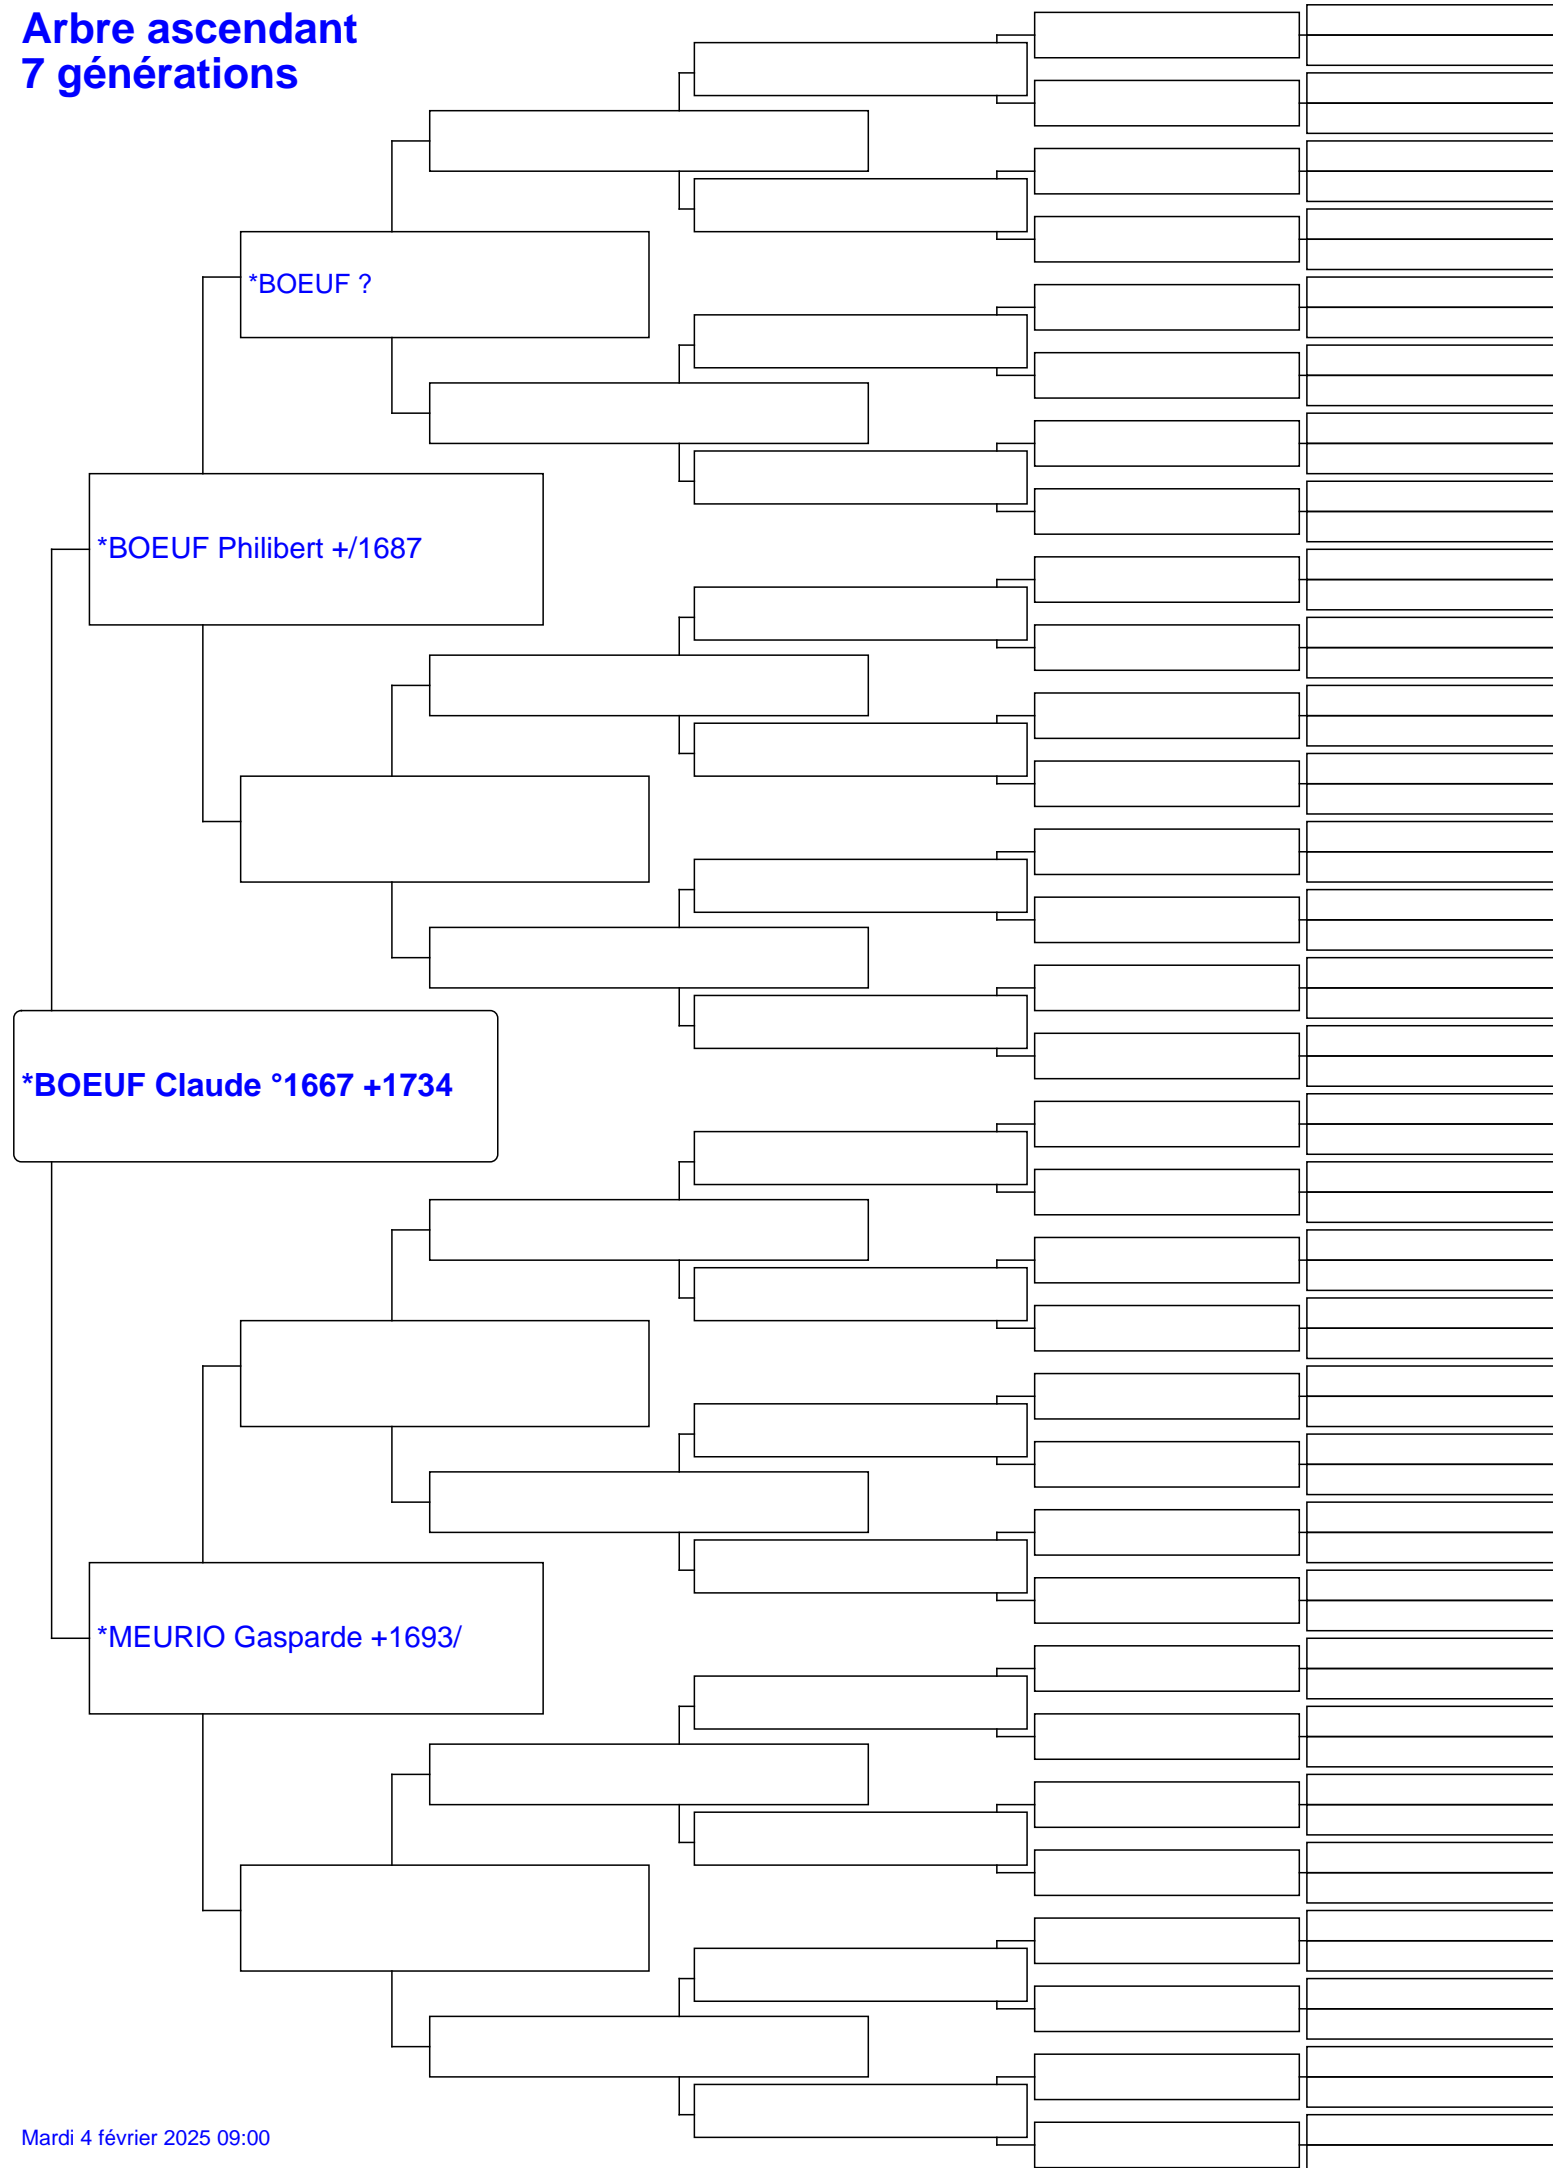 Arbre ascendant
7 générations
*BOEUF ?
*BOEUF Philibert +/1687
*BOEUF Claude °1667 +1734
*MEURIO Gasparde +1693/
Mardi 4 février 2025 09:00